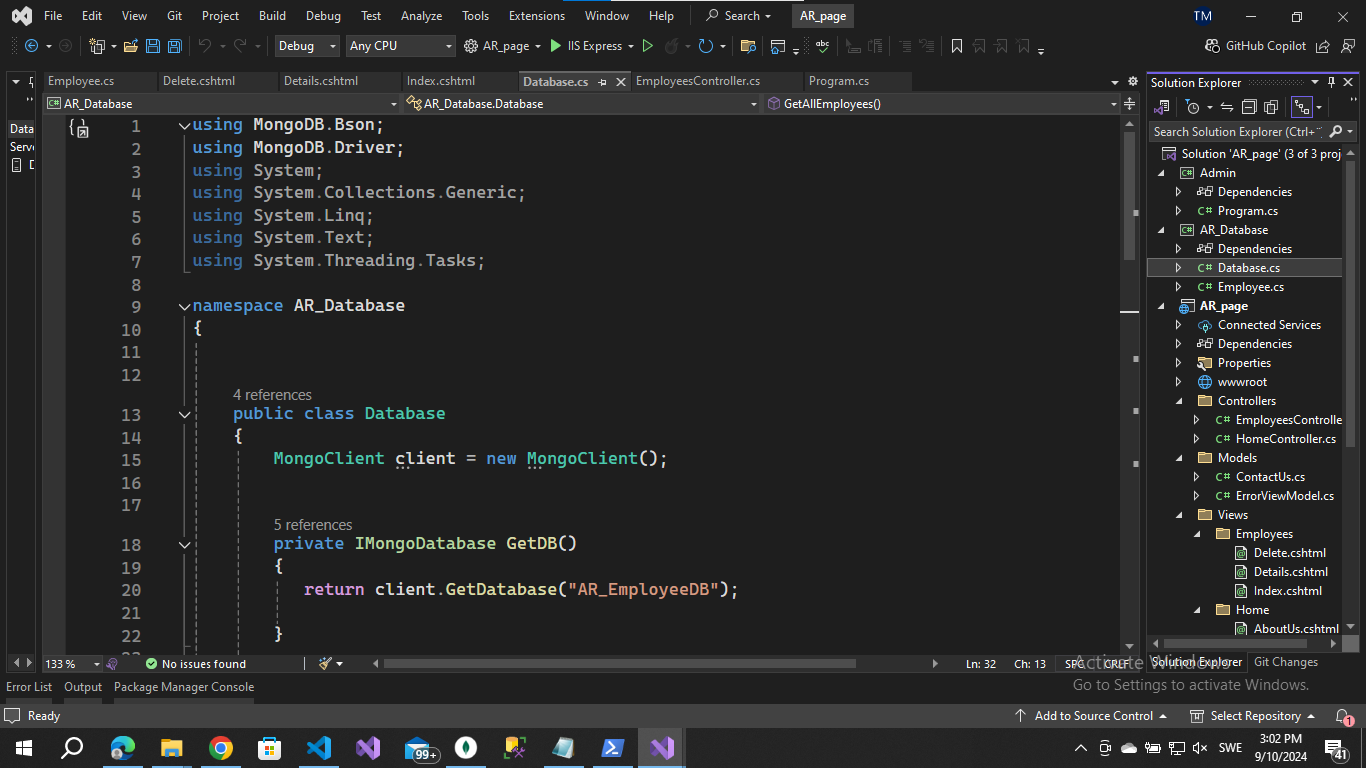 File Edit View Git Project Build Debug Test Analyze Tools Extensions Window Help Search AR_page TM
Debug Any CPU AR_page IIS Express GitHub Copilot
Employee.cs Delete.cshtml Details.cshtml Index.cshtml Database.cs EmployeesController.cs Program.cs
AR_Database AR_Database.Database GetAllEmployees()
Data
Serv
D
1 using MongoDB.Bson;
2 using MongoDB.Driver;
3 using System;
4 using System.Collections.Generic;
5 using System.Linq;
6 using System.Text;
7 using System.Threading.Tasks;
8
9 namespace AR_Database
10 {
11
12
4 references
13 public class Database
14 {
15 MongoClient client = new MongoClient();
16
17
5 references
18 private IMongoDatabase GetDB()
19 {
20 return client.GetDatabase("AR_EmployeeDB");
21
22 }
133 % No issues found Ln: 32 Ch: 13 SPC CRLF
Solution Explorer
Search Solution Explorer (Ctrl+
Solution 'AR_page' (3 of 3 proj
Admin
Dependencies
C# Program.cs
AR_Database
Dependencies
C# Database.cs
C# Employee.cs
AR_page
Connected Services
Dependencies
Properties
wwwroot
Controllers
C# EmployeesControlle
C# HomeController.cs
Models
C# ContactUs.cs
C# ErrorViewModel.cs
Views
Employees
Delete.cshtml
Details.cshtml
Index.cshtml
Home
AboutUs.cshtml
Solution Explorer Git Changes
Activate Windows
Go to Settings to activate Windows.
Error List Output Package Manager Console
Ready Add to Source Control Select Repository 1
99+ SWE 3:02 PM
9/10/2024 41